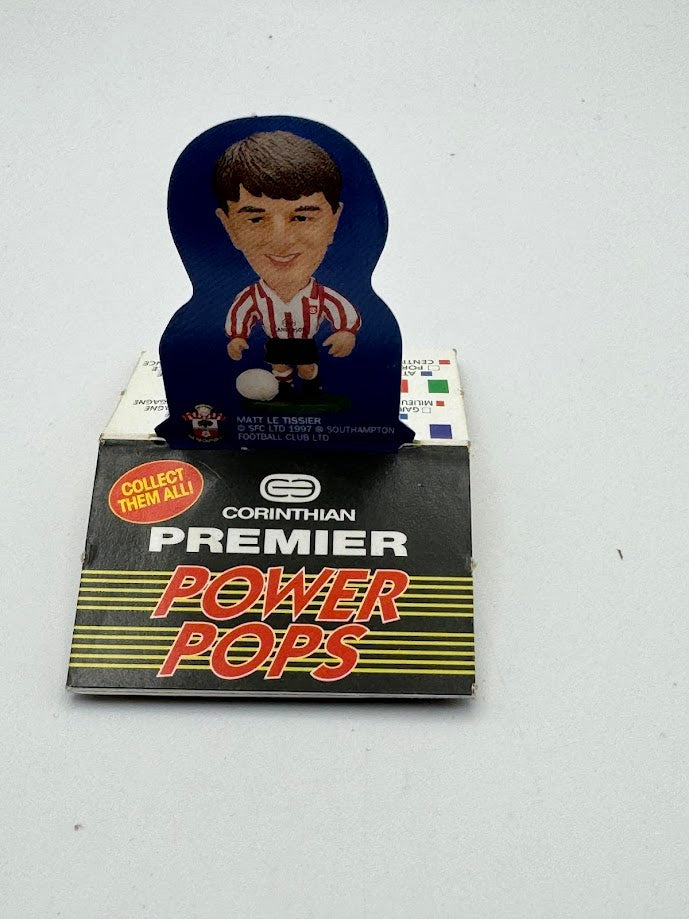 MATT LE TISSIER
© SFC LTD 1997 @ SOUTHAMPTON
FOOTBALL CLUB LTD
COLLECT
THEM ALL!
CORINTHIAN
PREMIER
POWER
POPS